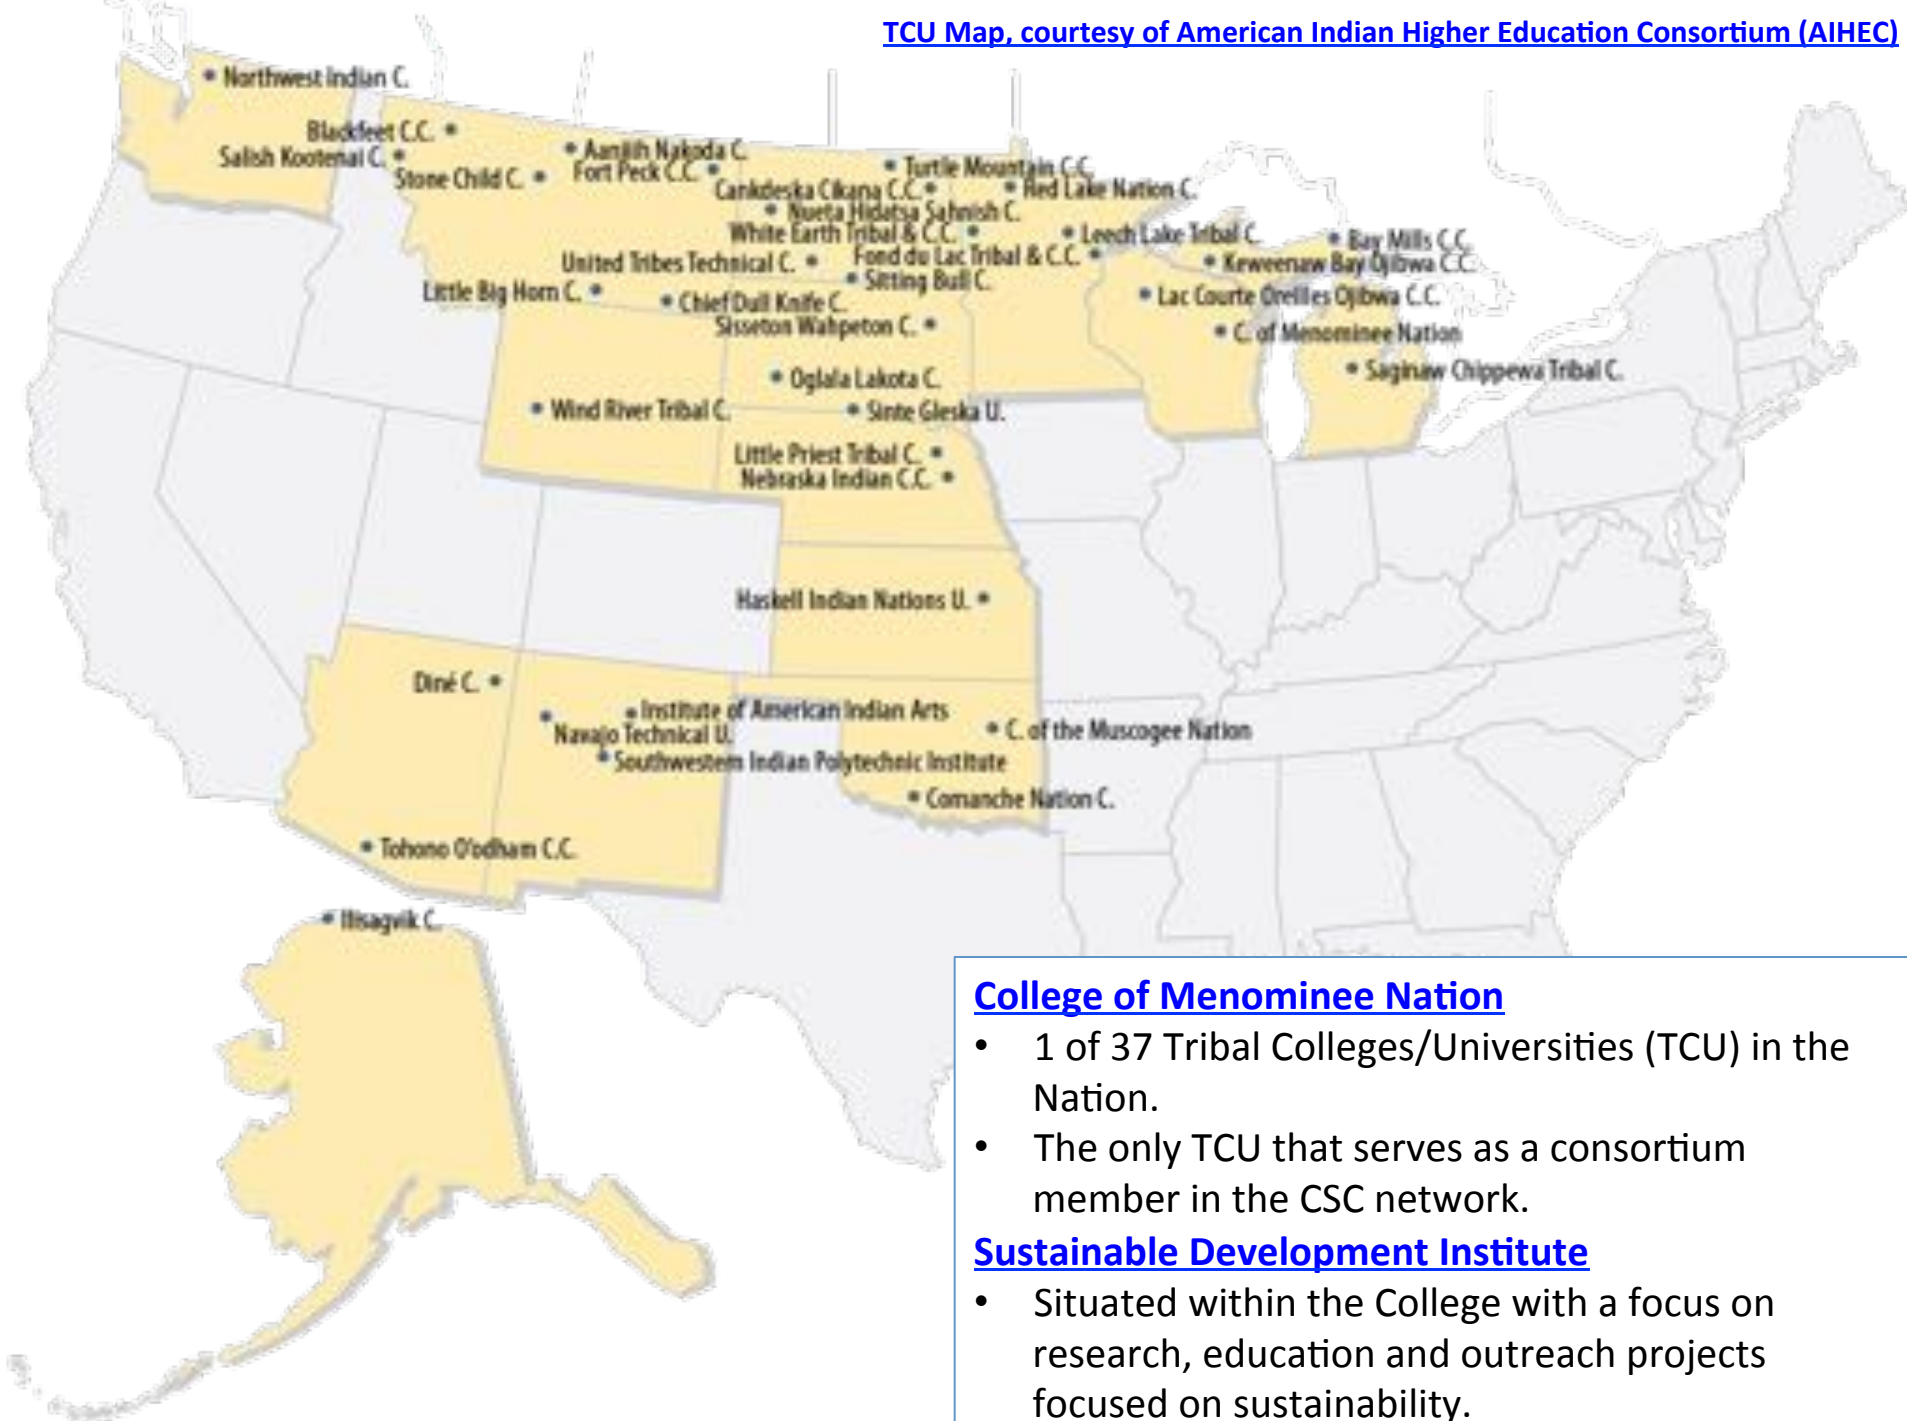 TCU Map, courtesy of American Indian Higher Education Consortium (AIHEC)
Northwest Indian C.
Blackfeet C.C.
Salish Kootenai C.
Stone Child C.
Aaniiih Nakoda C.
Fort Peck C.C.
Turtle Mountain C.C.
Cankdeska Cikana C.C.
Red Lake Nation C.
Nueta Hidatsa Sahnish C.
White Earth Tribal & C.C.
Leech Lake Tribal C.
Bay Mills C.C.
United Tribes Technical C.
Fond du Lac Tribal & C.C.
Keweenaw Bay Ojibwa C.C.
Sitting Bull C.
Little Big Horn C.
Chief Dull Knife C.
Lac Courte Oreilles Ojibwa C.C.
Sisseton Wahpeton C.
C. of Menominee Nation
Oglala Lakota C.
Saginaw Chippewa Tribal C.
Wind River Tribal C.
Sinte Gleska U.
Little Priest Tribal C.
Nebraska Indian C.C.
Haskell Indian Nations U.
Diné C.
Institute of American Indian Arts
Navajo Technical U.
C. of the Muscogee Nation
Southwestern Indian Polytechnic Institute
Comanche Nation C.
Tohono O'odham C.C.
Ilisagvik C.
College of Menominee Nation
• 1 of 37 Tribal Colleges/Universities (TCU) in the
Nation.
• The only TCU that serves as a consortium
member in the CSC network.
Sustainable Development Institute
• Situated within the College with a focus on
research, education and outreach projects
focused on sustainability.